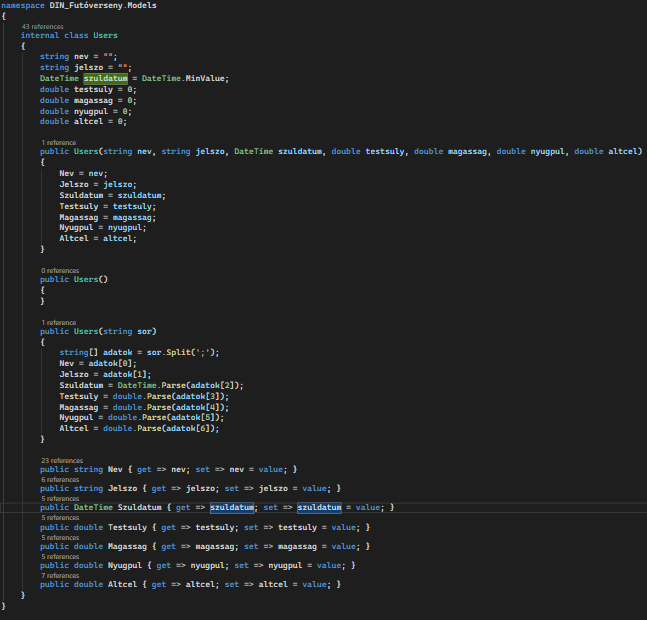 namespace DIN_Futóverseny.Models
{
43 references
internal class Users
{
string nev = "";
string jelszo = "";
DateTime szuldatum = DateTime.MinValue;
double testsuly = 0;
double magassag = 0;
double nyugpul = 0;
double altcel = 0;
1 reference
public Users(string nev, string jelszo, DateTime szuldatum, double testsuly, double magassag, double nyugpul, double altcel)
{
Nev = nev;
Jelszo = jelszo;
Szuldatum = szuldatum;
Testsuly = testsuly;
Magassag = magassag;
Nyugpul = nyugpul;
Altcel = altcel;
}
0 references
public Users()
{
}
1 reference
public Users(string sor)
{
string[] adatok = sor.Split(';');
Nev = adatok[0];
Jelszo = adatok[1];
Szuldatum = DateTime.Parse(adatok[2]);
Testsuly = double.Parse(adatok[3]);
Magassag = double.Parse(adatok[4]);
Nyugpul = double.Parse(adatok[5]);
Altcel = double.Parse(adatok[6]);
}
23 references
public string Nev { get => nev; set => nev = value; }
6 references
public string Jelszo { get => jelszo; set => jelszo = value; }
5 references
public DateTime Szuldatum { get => szuldatum; set => szuldatum = value; }
5 references
public double Testsuly { get => testsuly; set => testsuly = value; }
5 references
public double Magassag { get => magassag; set => magassag = value; }
5 references
public double Nyugpul { get => nyugpul; set => nyugpul = value; }
7 references
public double Altcel { get => altcel; set => altcel = value; }
}
}